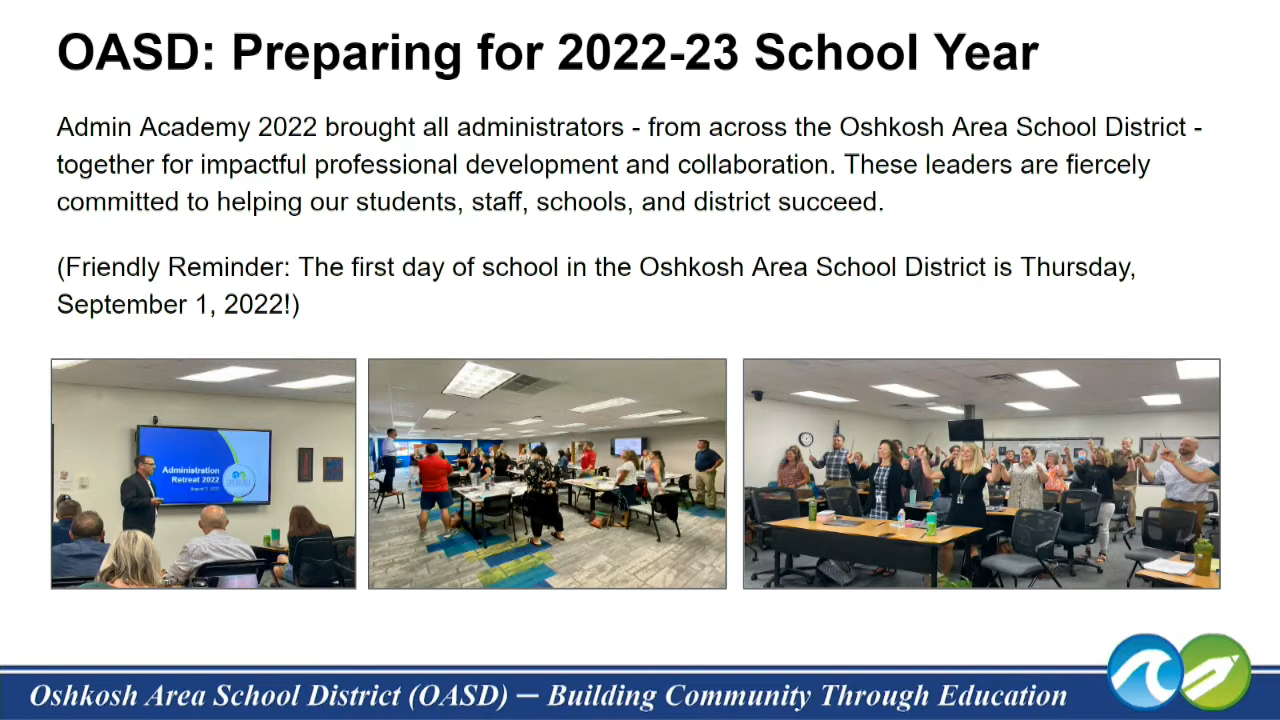 OASD: Preparing for 2022-23 School Year
Admin Academy 2022 brought all administrators - from across the Oshkosh Area School District -
together for impactful professional development and collaboration. These leaders are fiercely
committed to helping our students, staff, schools, and district succeed.
(Friendly Reminder: The first day of school in the Oshkosh Area School District is Thursday,
September 1, 2022!)
Administration
Retreat 2022
Oshkosh Area School District (OASD) — Building Community Through Education